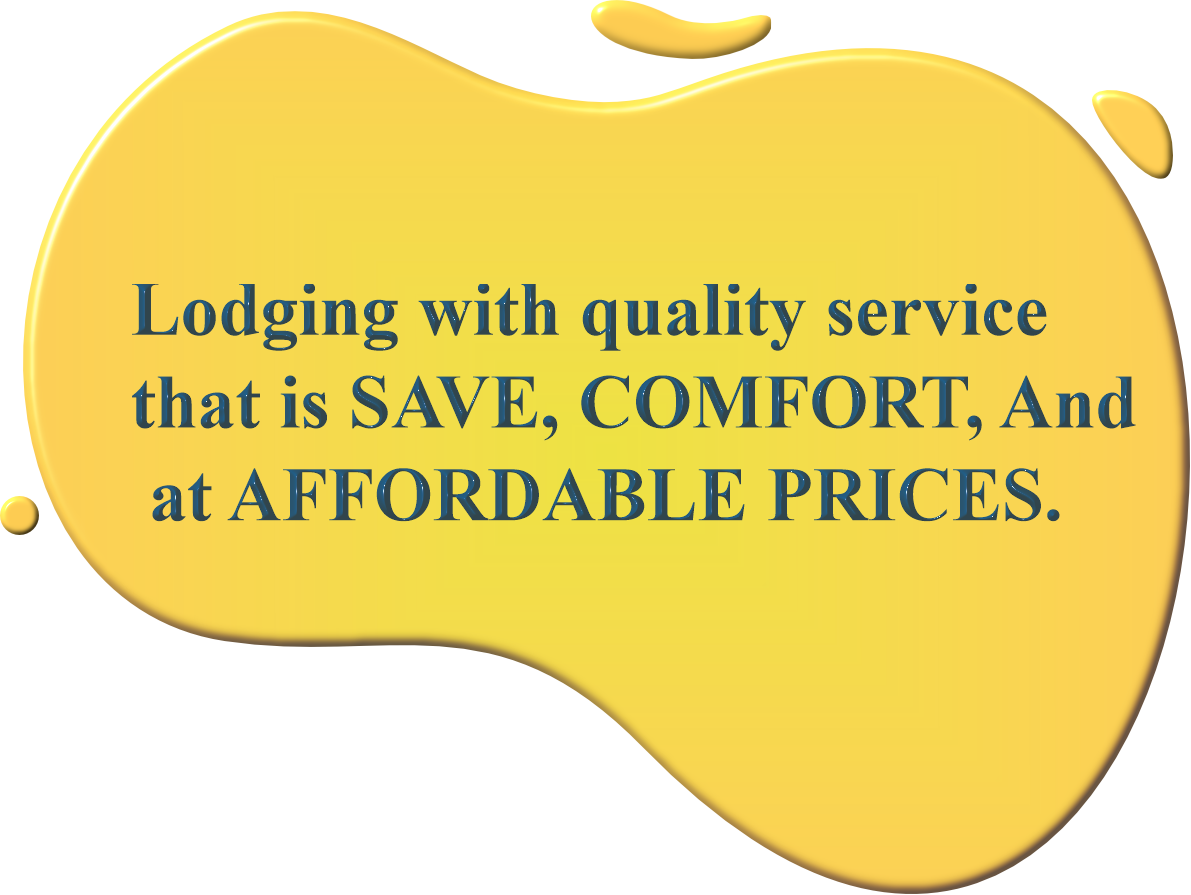 Lodging with quality service
that is SAVE, COMFORT, And
at AFFORDABLE PRICES.